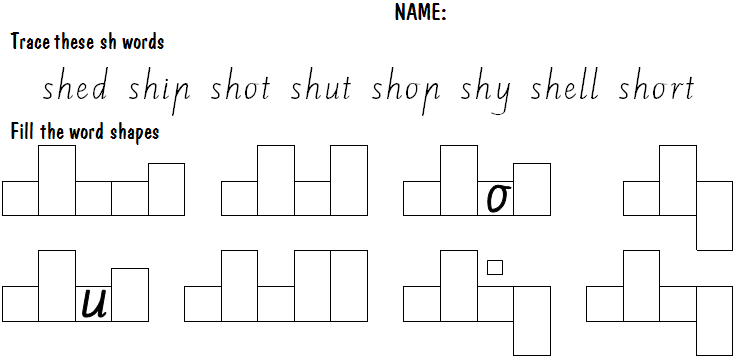 NAME:
Trace these sh words
shed ship shot shut shop shy shell short
Fill the word shapes
o
u